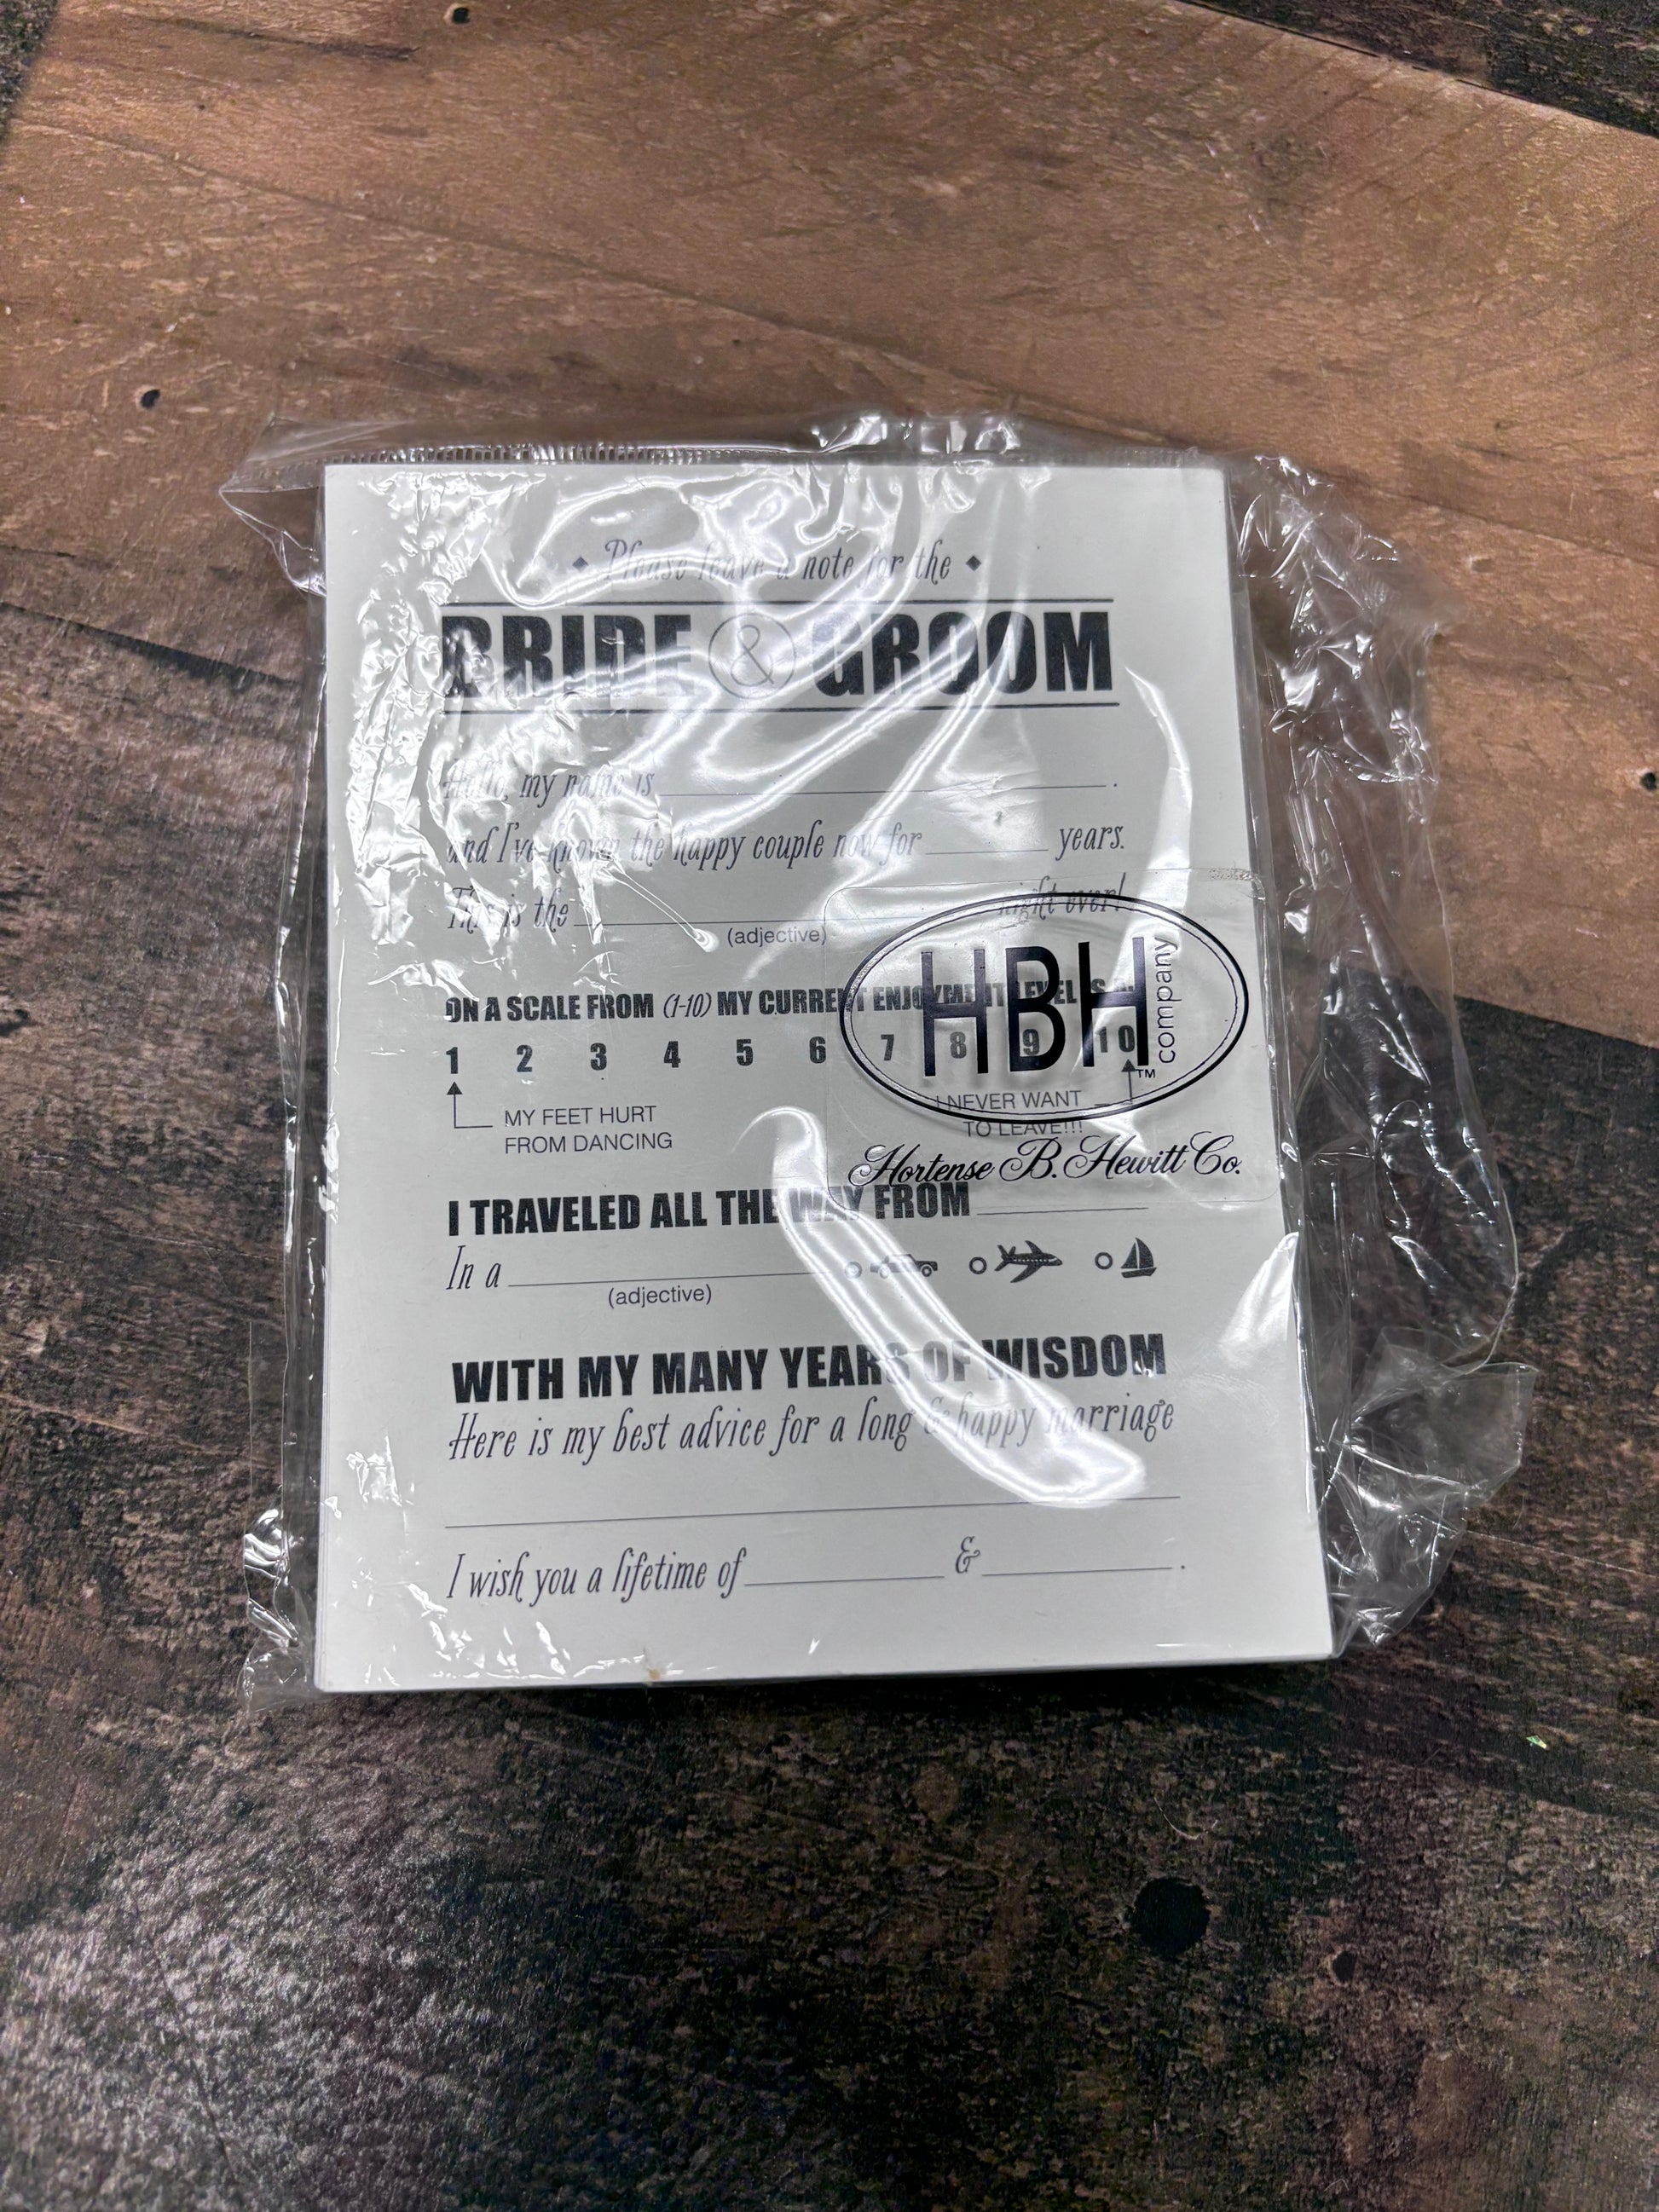 Please leave a note for the
BRIDE & GROOM
Hello, my name is .
and I've known the happy couple now for years.
This is the night ever!
(adjective)
ON A SCALE FROM (1-10) MY CURRENT ENJOYMENT LEVEL IS A
1 2 3 4 5 6 7 8 9 10
MY FEET HURT
FROM DANCING
I NEVER WANT
TO LEAVE!!!
HBH
company
™
Hortense B. Hewitt Co.
I TRAVELED ALL THE WAY FROM
In a
(adjective)
WITH MY MANY YEARS OF WISDOM
Here is my best advice for a long & happy marriage
I wish you a lifetime of & .